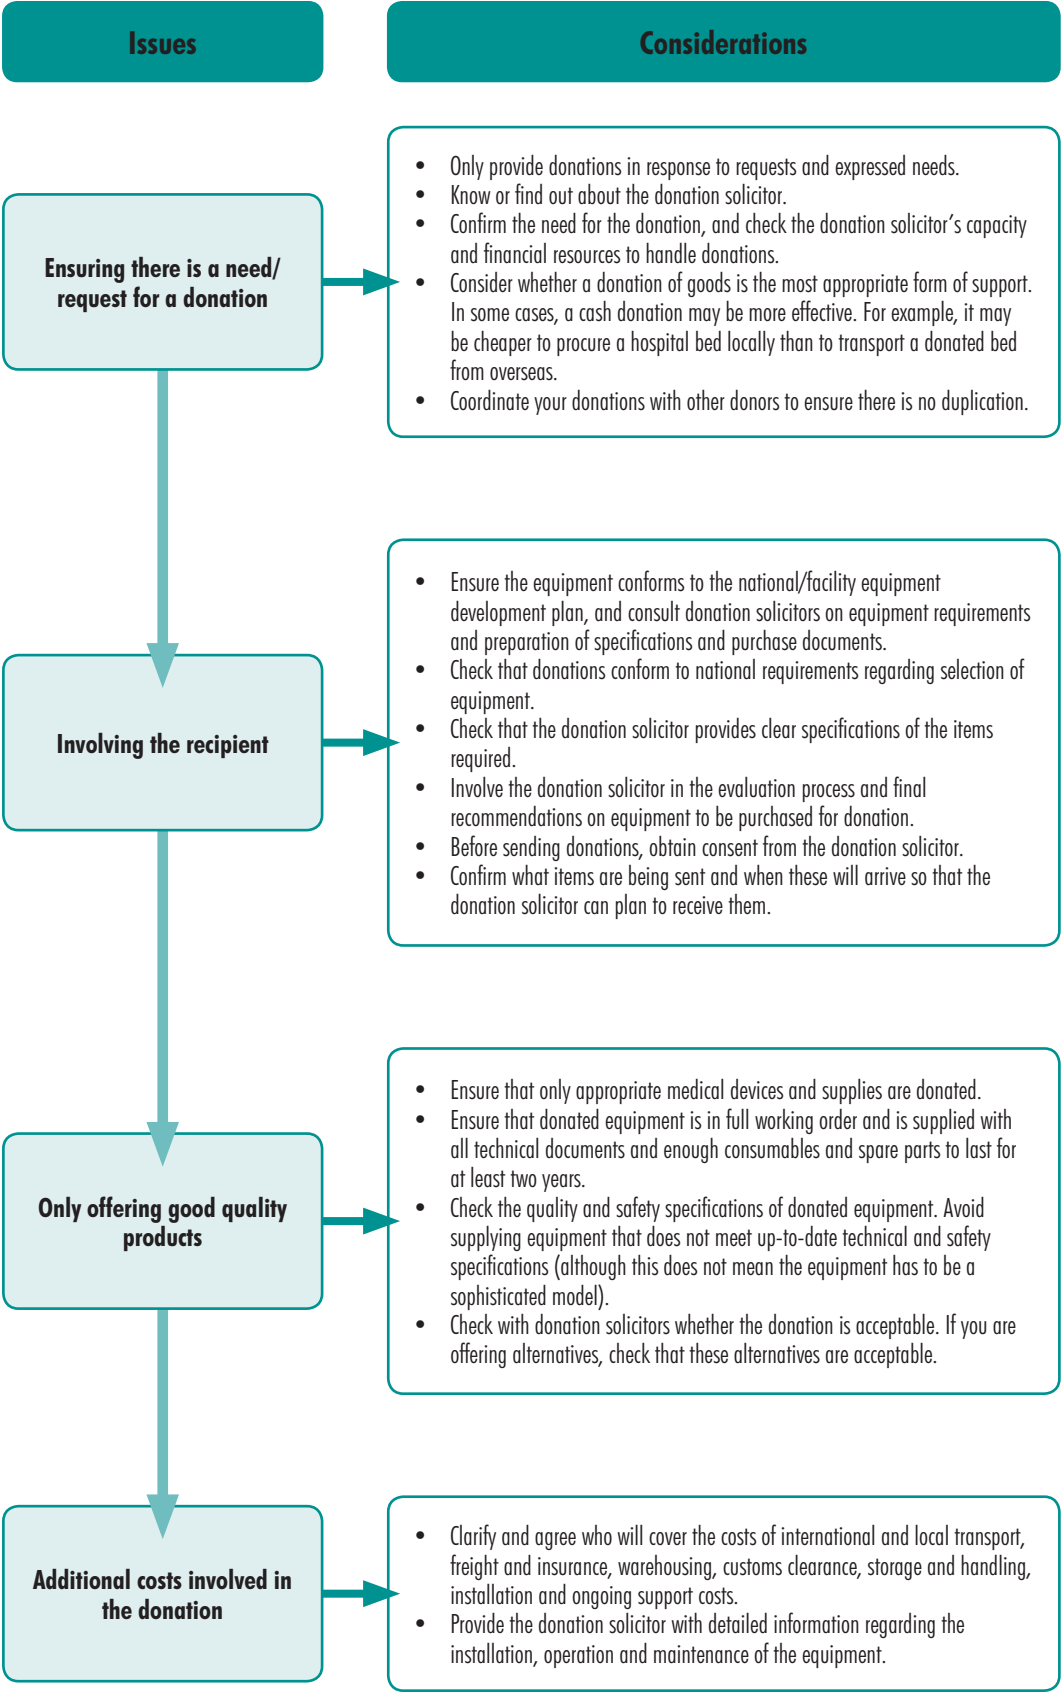 Issues
Considerations
Ensuring there is a need/
request for a donation
• Only provide donations in response to requests and expressed needs.
• Know or find out about the donation solicitor.
• Confirm the need for the donation, and check the donation solicitor's capacity
and financial resources to handle donations.
• Consider whether a donation of goods is the most appropriate form of support.
In some cases, a cash donation may be more effective. For example, it may
be cheaper to procure a hospital bed locally than to transport a donated bed
from overseas.
• Coordinate your donations with other donors to ensure there is no duplication.
Involving the recipient
• Ensure the equipment conforms to the national/facility equipment
development plan, and consult donation solicitors on equipment requirements
and preparation of specifications and purchase documents.
• Check that donations conform to national requirements regarding selection of
equipment.
• Check that the donation solicitor provides clear specifications of the items
required.
• Involve the donation solicitor in the evaluation process and final
recommendations on equipment to be purchased for donation.
• Before sending donations, obtain consent from the donation solicitor.
• Confirm what items are being sent and when these will arrive so that the
donation solicitor can plan to receive them.
Only offering good quality
products
• Ensure that only appropriate medical devices and supplies are donated.
• Ensure that donated equipment is in full working order and is supplied with
all technical documents and enough consumables and spare parts to last for
at least two years.
• Check the quality and safety specifications of donated equipment. Avoid
supplying equipment that does not meet up-to-date technical and safety
specifications (although this does not mean the equipment has to be a
sophisticated model).
• Check with donation solicitors whether the donation is acceptable. If you are
offering alternatives, check that these alternatives are acceptable.
Additional costs involved in
the donation
• Clarify and agree who will cover the costs of international and local transport,
freight and insurance, warehousing, customs clearance, storage and handling,
installation and ongoing support costs.
• Provide the donation solicitor with detailed information regarding the
installation, operation and maintenance of the equipment.